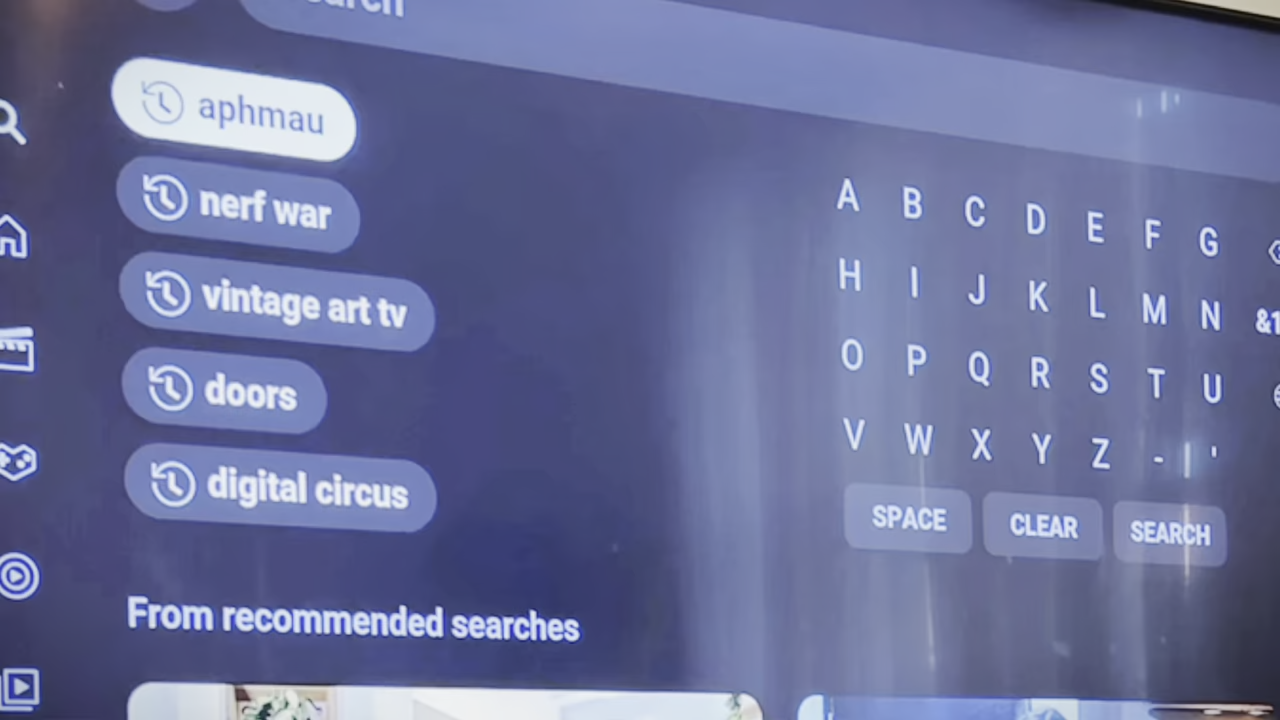 aphmau
nerf war
vintage art tv
doors
digital circus
From recommended searches
A B C D E F G
H I J K L M N
O P Q R S T U
V W X Y Z - '
SPACE CLEAR SEARCH